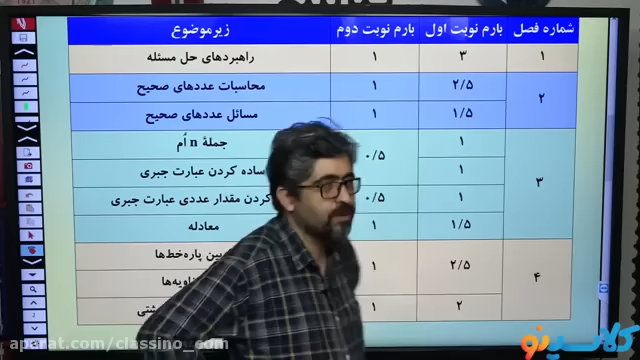 شماره فصل بارم نوبت اول بارم نوبت دوم زیرموضوع
۱ ۳ ۱ راهبردهای حل مسئله
۲ ۲/۵ ۱ محاسبات عددهای صحیح
۱/۵ ۱ مسائل عددهای صحیح
۳ ۱ ۰/۵ جملهٔ n اُم
۱ ساده کردن عبارت جبری
۱ ۰/۵ کردن مقدار عددی عبارت جبری
۱/۵ ۱ معادله
۴ ۲/۵ ۱ بین پاره‌خط‌ها
۲ ۱
aparat.com/classino_com
کلاسینو